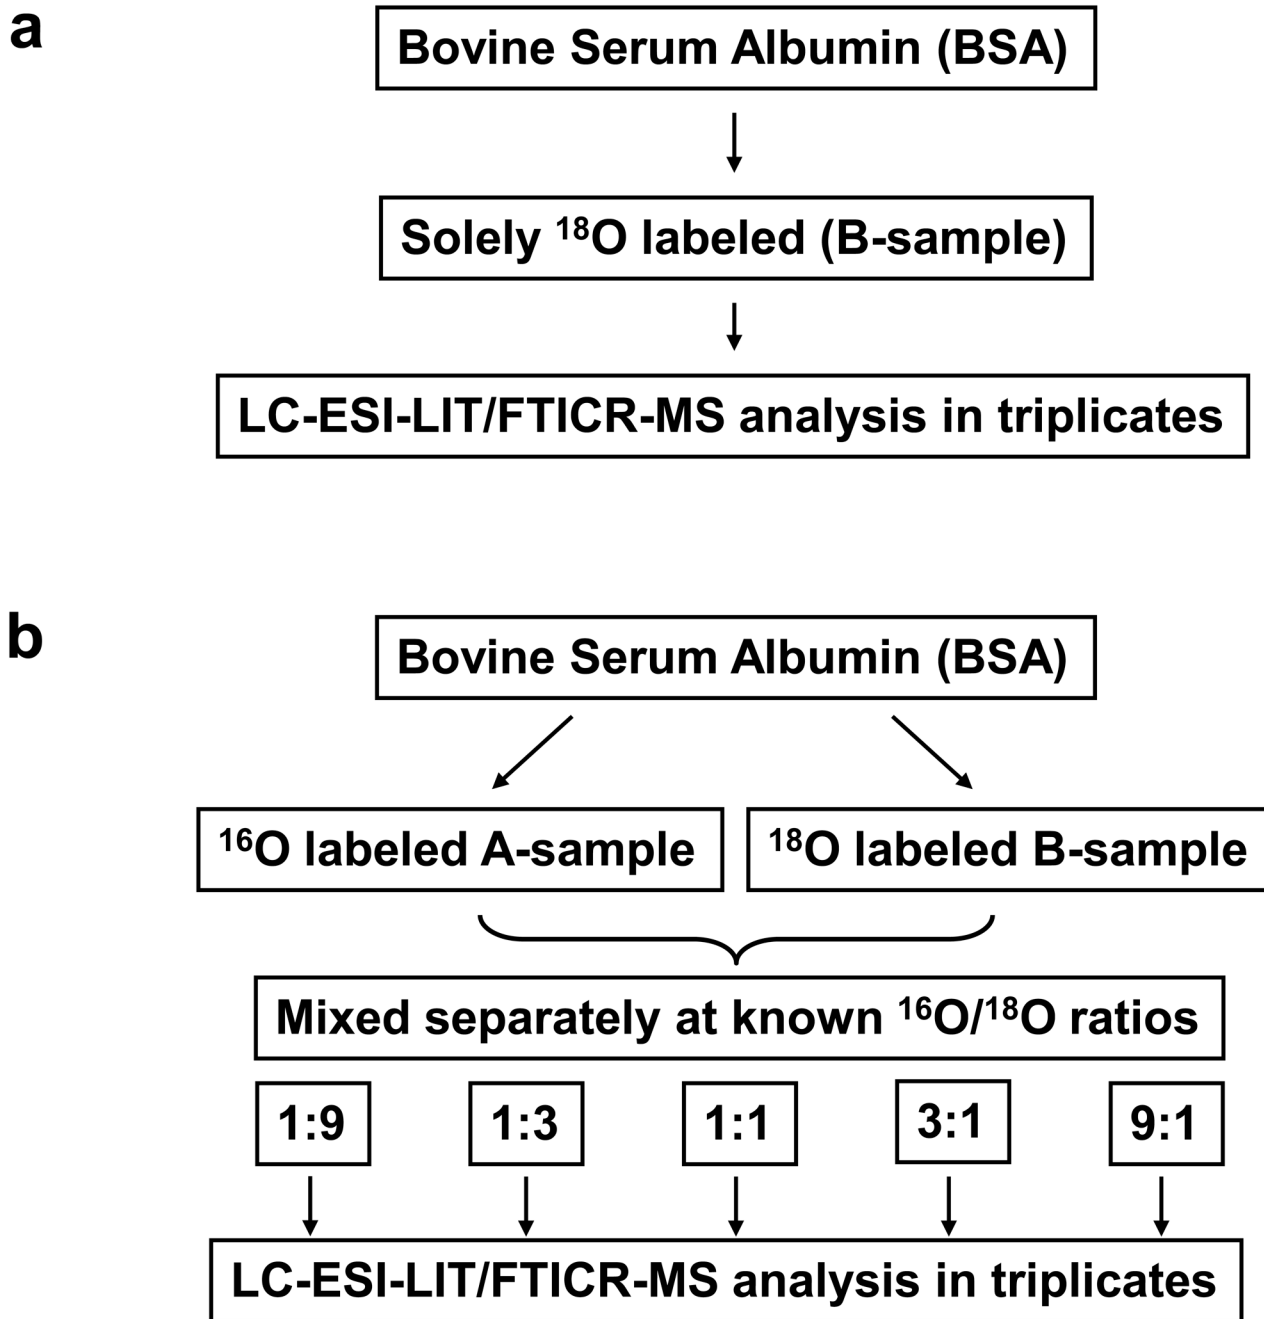 a
Bovine Serum Albumin (BSA)
Solely ¹⁸O labeled (B-sample)
LC-ESI-LIT/FTICR-MS analysis in triplicates
b
Bovine Serum Albumin (BSA)
¹⁶O labeled A-sample
¹⁸O labeled B-sample
Mixed separately at known ¹⁶O/¹⁸O ratios
1:9
1:3
1:1
3:1
9:1
LC-ESI-LIT/FTICR-MS analysis in triplicates